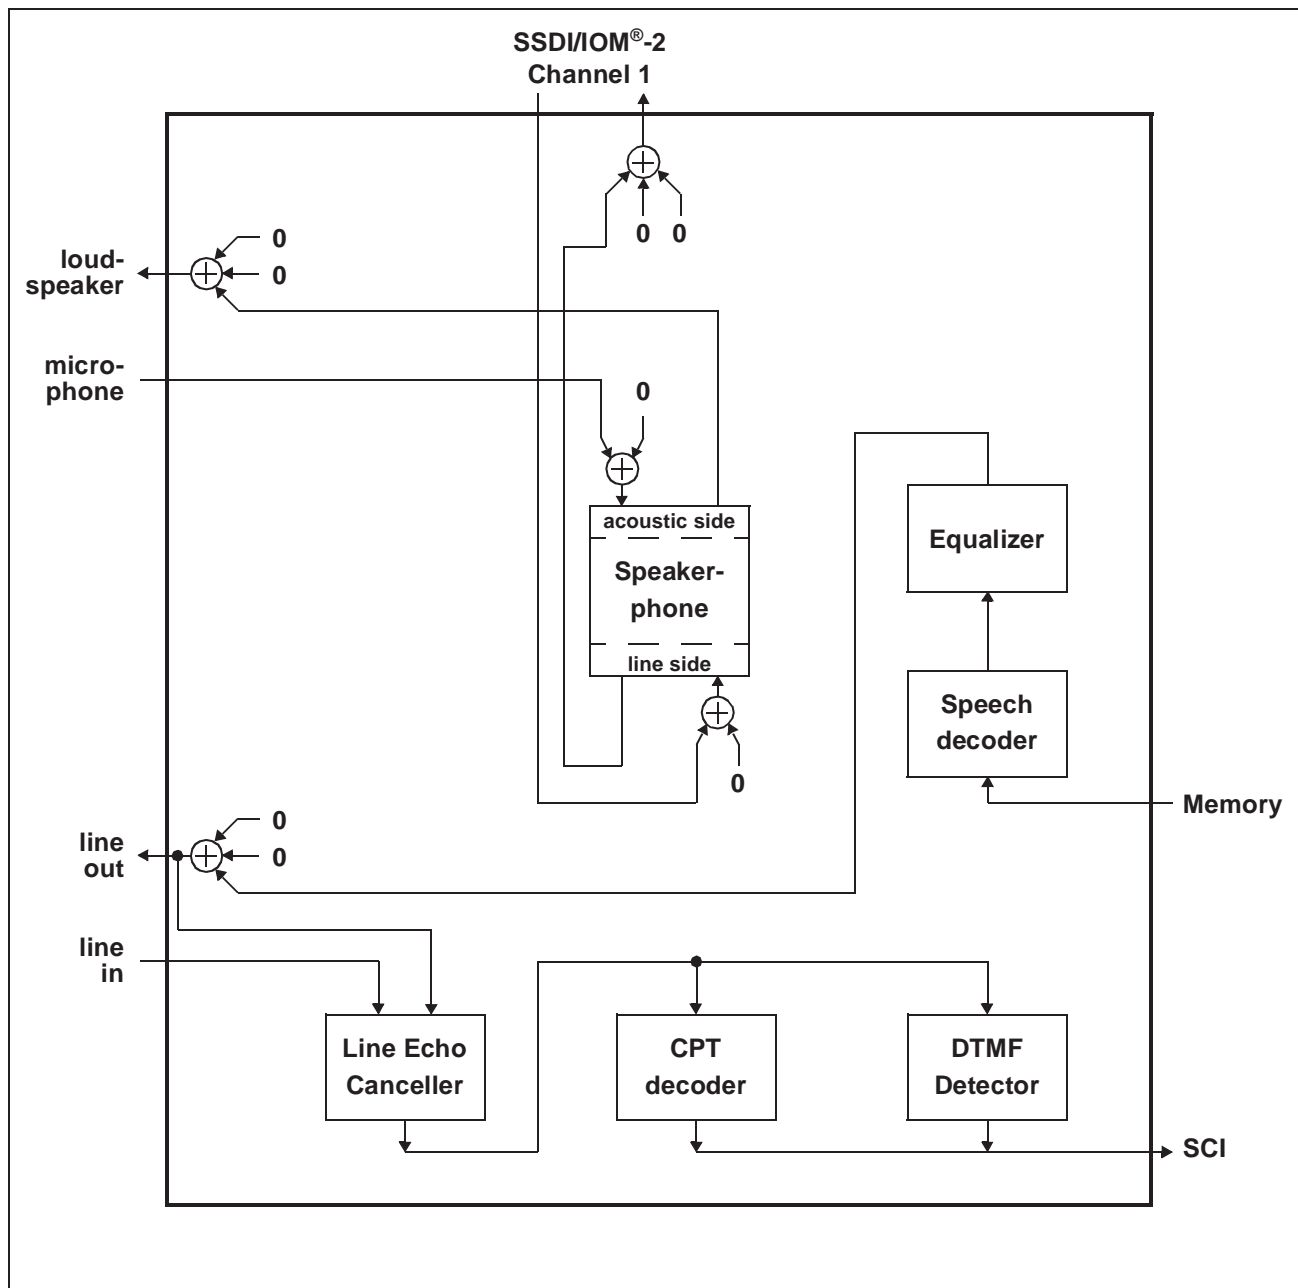 SSDI/IOM®-2
Channel 1
0 0
0
loud-
speaker
0
micro-
phone
0
acoustic side
Speaker-
phone
line side
Equalizer
Speech
decoder
0
Memory
0
line
out
0
line
in
Line Echo
Canceller
CPT
decoder
DTMF
Detector
SCI